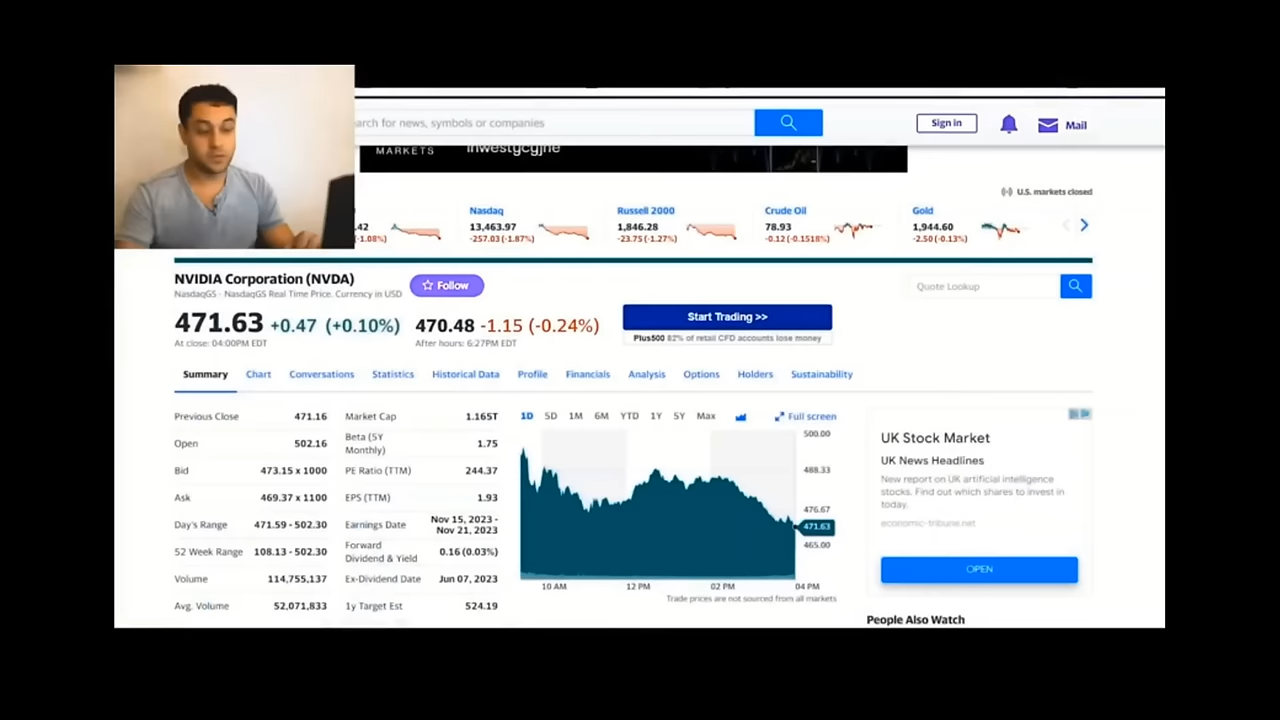 arch for news, symbols or companies
Sign in
Mail
MARKETS
inwestycyjne
U.S. markets closed
.42
1.08%)
Nasdaq
13,463.97
-257.03 (-1.87%)
Russell 2000
1,846.28
-23.75 (-1.27%)
Crude Oil
78.93
-0.12 (-0.1518%)
Gold
1,944.60
-2.50 (-0.13%)
NVIDIA Corporation (NVDA)
NasdaqGS - NasdaqGS Real Time Price. Currency in USD
Follow
Quote Lookup
471.63 +0.47 (+0.10%) 470.48 -1.15 (-0.24%)
At close: 04:00PM EDT
After hours: 6:27PM EDT
Start Trading >>
Plus500 82% of retail CFD accounts lose money
Summary Chart Conversations Statistics Historical Data Profile Financials Analysis Options Holders Sustainability
Previous Close 471.16
Open 502.16
Bid 473.15 x 1000
Ask 469.37 x 1100
Day's Range 471.59 - 502.30
52 Week Range 108.13 - 502.30
Volume 114,755,137
Avg. Volume 52,071,833
Market Cap 1.165T
Beta (5Y
Monthly) 1.75
PE Ratio (TTM) 244.37
EPS (TTM) 1.93
Earnings Date Nov 15, 2023 -
Nov 21, 2023
Forward
Dividend & Yield 0.16 (0.03%)
Ex-Dividend Date Jun 07, 2023
1y Target Est 524.19
1D 5D 1M 6M YTD 1Y 5Y Max
Full screen
500.00
488.33
476.67
471.63
465.00
10 AM 12 PM 02 PM 04 PM
Trade prices are not sourced from all markets
UK Stock Market
UK News Headlines
New report on UK artificial intelligence
stocks. Find out which shares to invest in
today.
economic-tribune.net
OPEN
People Also Watch